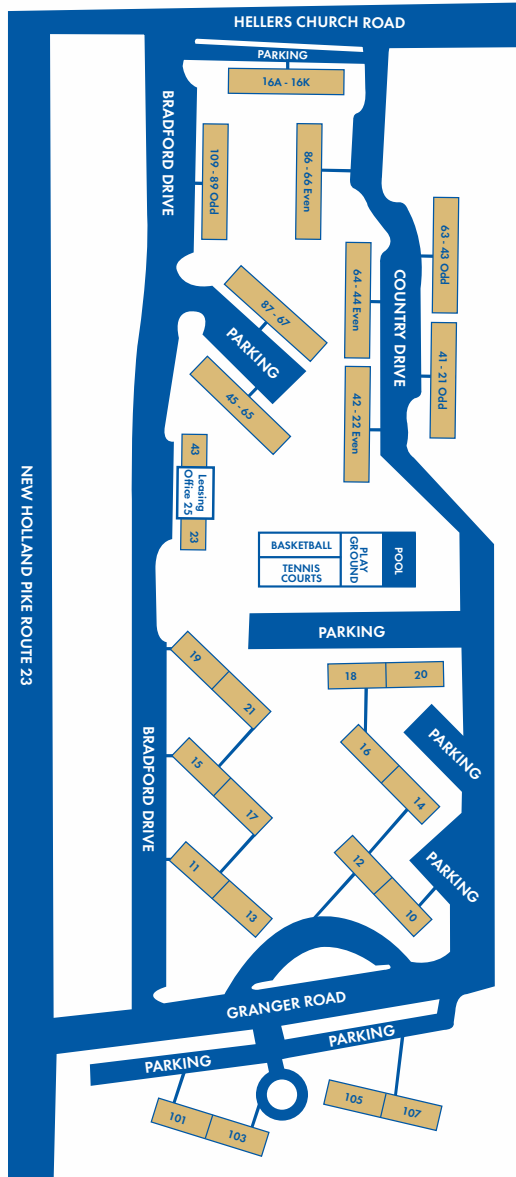 HELLERS CHURCH ROAD
PARKING
16A - 16K
BRADFORD DRIVE
109 - 89 Odd
86 - 66 Even
63 - 43 Odd
64 - 44 Even
COUNTRY DRIVE
87 - 67
PARKING
41 - 21 Odd
45 - 65
42 - 22 Even
43
Leasing
Office 25
23
NEW HOLLAND PIKE ROUTE 23
BASKETBALL
TENNIS
COURTS
PLAY
GROUND
POOL
PARKING
19
21
18
20
BRADFORD DRIVE
15
17
16
14
PARKING
11
13
12
10
PARKING
GRANGER ROAD
PARKING
PARKING
101
103
105
107